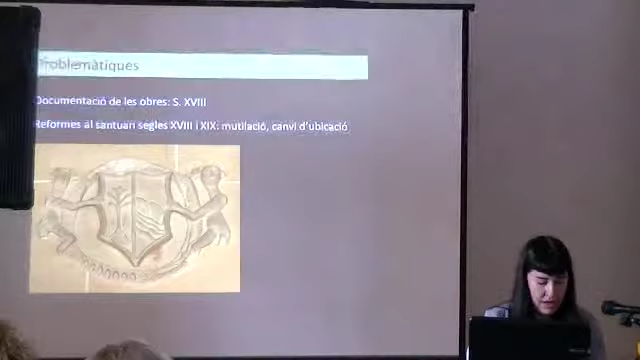 Problemàtiques
Documentació de les obres: S. XVIII
Reformes al santuari segles XVIII i XIX: mutilació, canvi d'ubicació